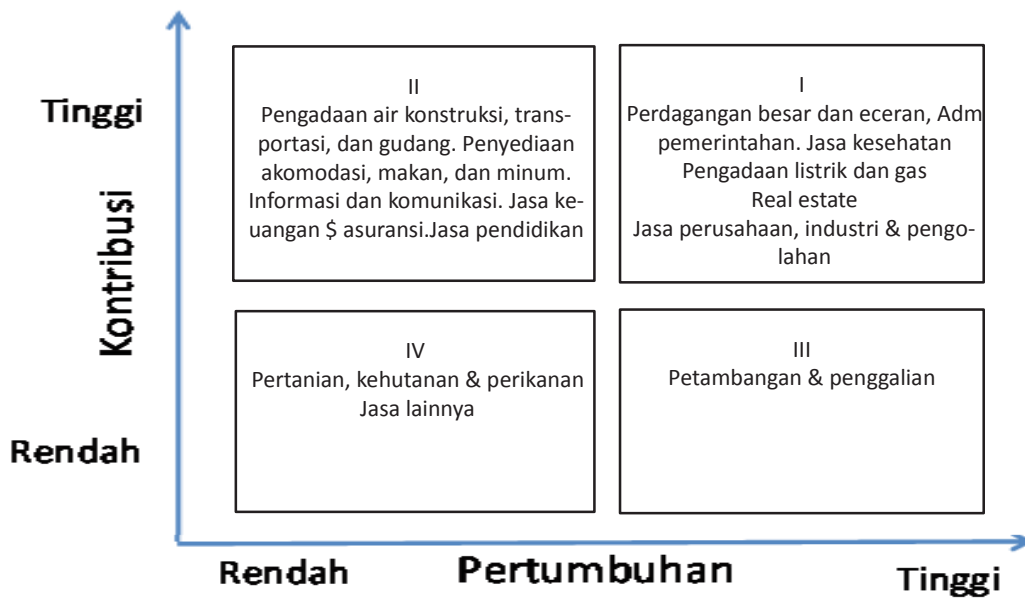 Tinggi
Kontribusi
Rendah
II
Pengadaan air konstruksi, trans-
portasi, dan gudang. Penyediaan
akomodasi, makan, dan minum.
Informasi dan komunikasi. Jasa ke-
uangan $ asuransi.Jasa pendidikan
I
Perdagangan besar dan eceran, Adm
pemerintahan. Jasa kesehatan
Pengadaan listrik dan gas
Real estate
Jasa perusahaan, industri & pengo-
lahan
IV
Pertanian, kehutanan & perikanan
Jasa lainnya
III
Petambangan & penggalian
Rendah
Pertumbuhan
Tinggi